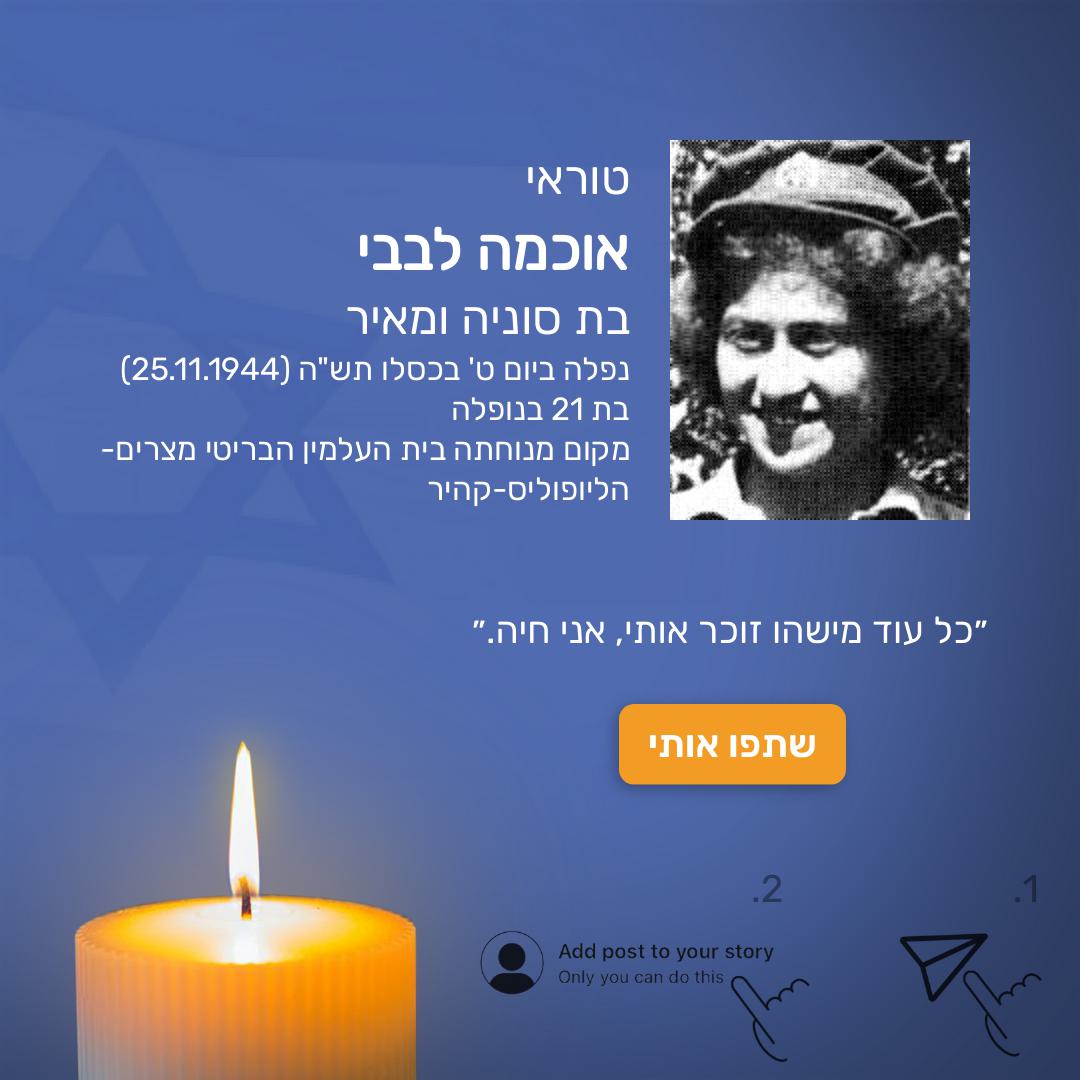 טוראי
אוכמה לבבי
בת סוניה ומאיר
נפלה ביום ט' בכסלו תש"ה (25.11.1944)
בת 21 בנופלה
מקום מנוחתה בית העלמין הבריטי מצרים-
הליופוליס-קהיר
״כל עוד מישהו זוכר אותי, אני חיה.״
שתפו אותי
.1
.2
Add post to your story
Only you can do this